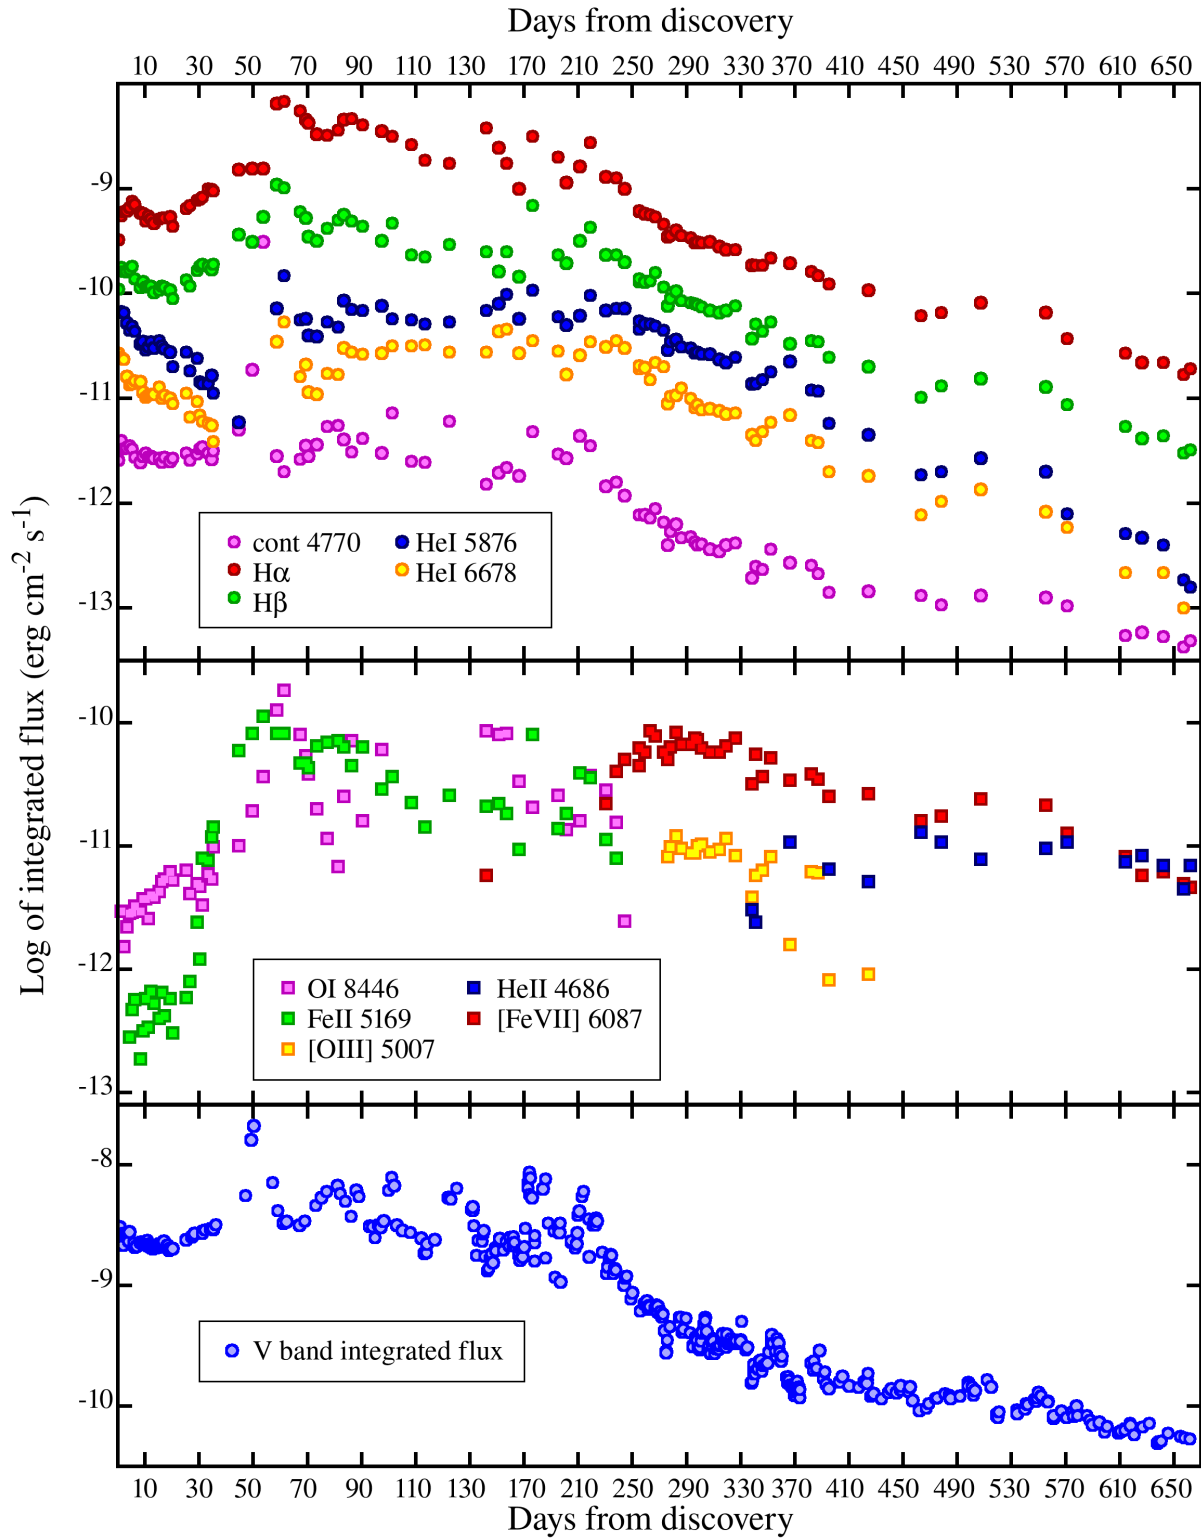 Days from discovery
10 30 50 70 90 110 130 170 210 250 290 330 370 410 450 490 530 570 610 650
-9
-10
-11
-12
-13
cont 4770 HeI 5876
Hα HeI 6678
Hβ
Log of integrated flux (erg cm-2 s-1)
-10
-11
-12
-13
OI 8446 HeII 4686
FeII 5169 [FeVII] 6087
[OIII] 5007
-8
-9
-10
V band integrated flux
10 30 50 70 90 110 130 170 210 250 290 330 370 410 450 490 530 570 610 650
Days from discovery